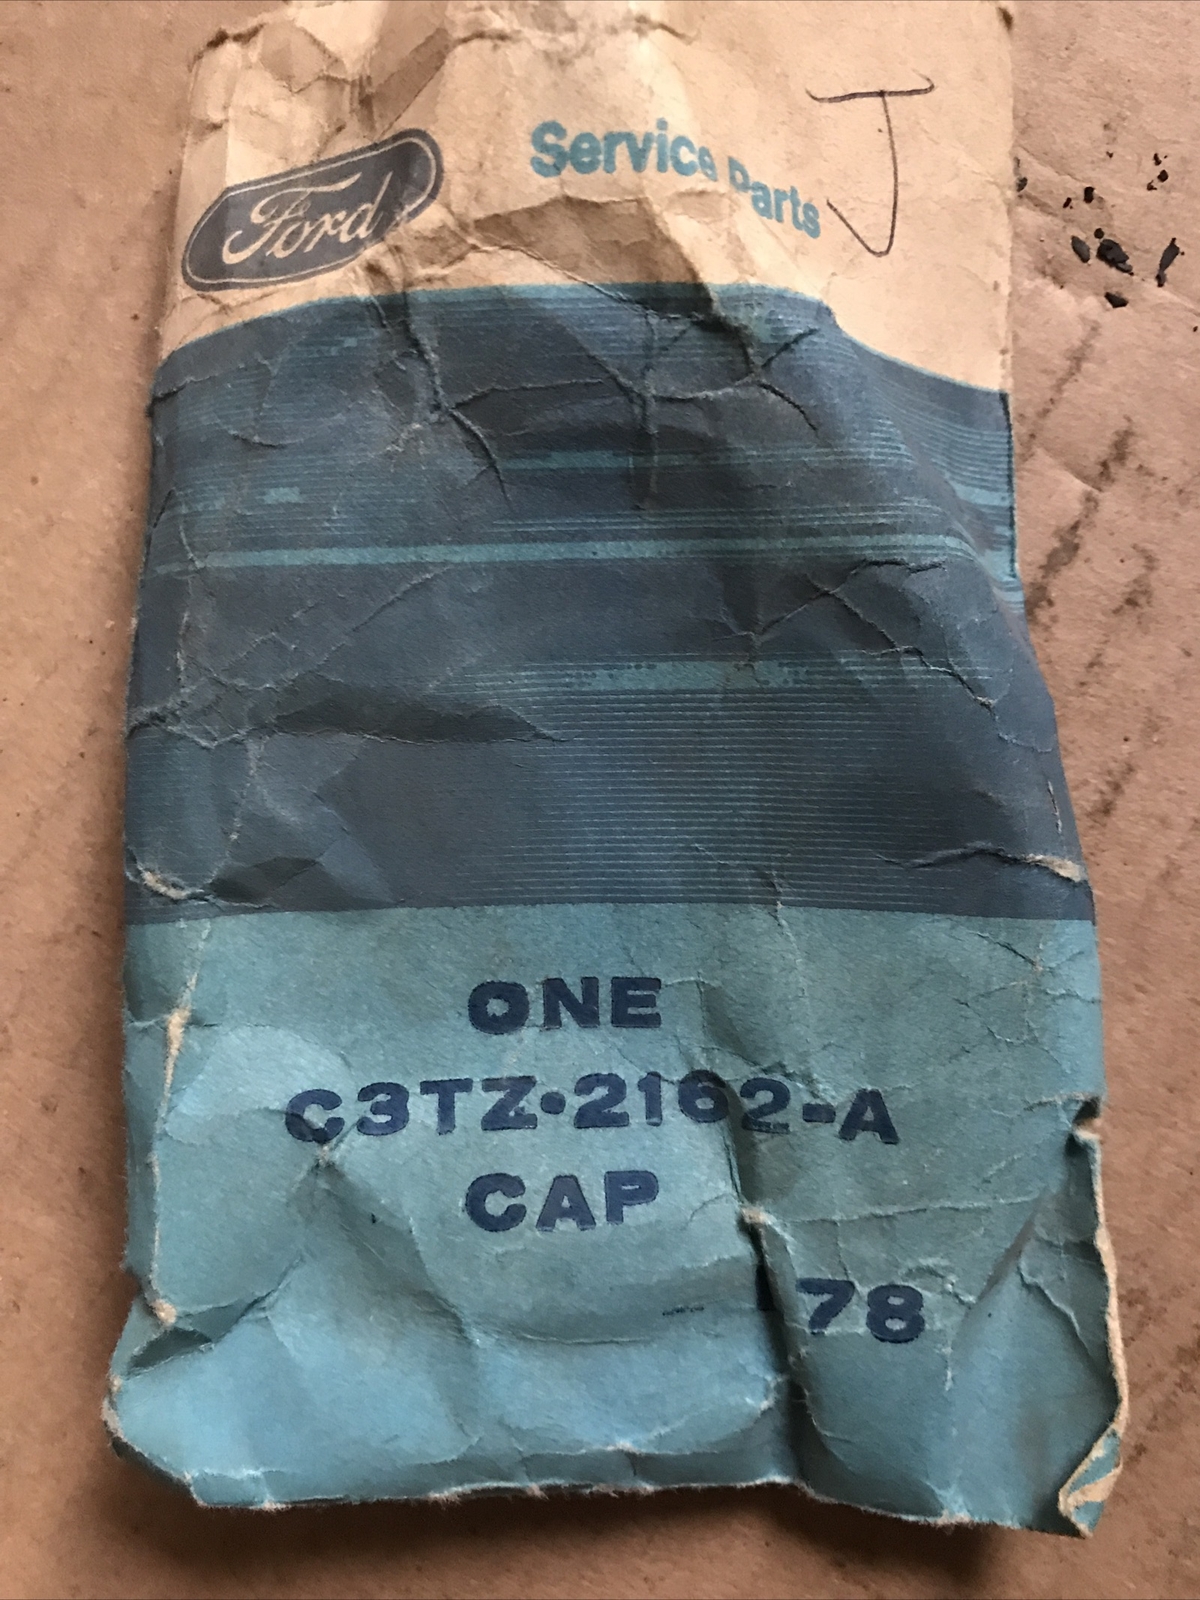 Ford
Service Parts
J
ONE
C3TZ-2162-A
CAP
78